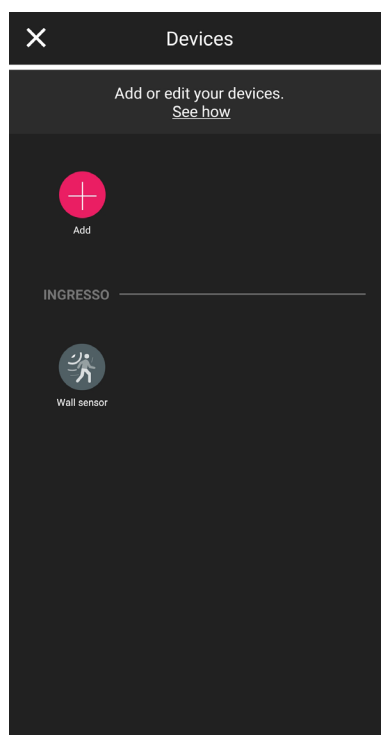 Devices
Add or edit your devices.
See how
Add
INGRESSO
Wall sensor